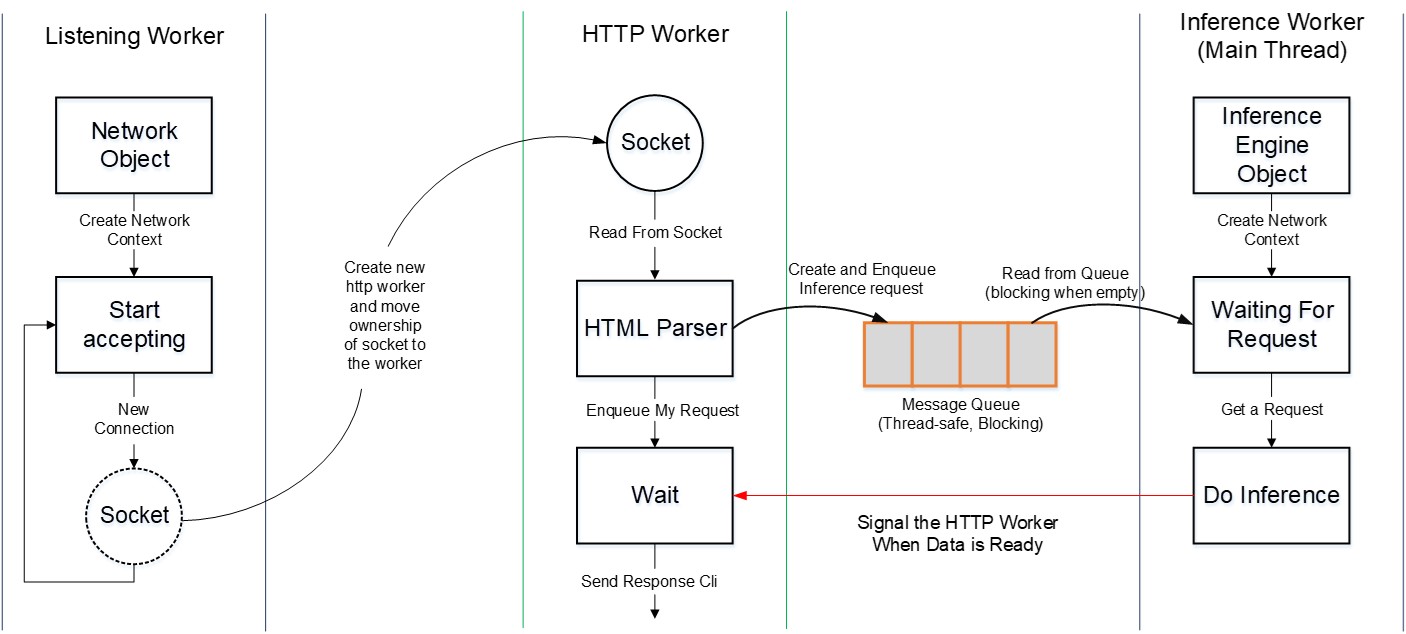 Listening Worker
Network
Object
Create Network
Context
Start
accepting
New
Connection
Socket
Create new
http worker
and move
ownership
of socket to
the worker
HTTP Worker
Socket
Read From Socket
HTML Parser
Enqueue My Request
Wait
Send Response Cli
Create and Enqueue
Inference request
Read from Queue
(blocking when empty)
Message Queue
(Thread-safe, Blocking)
Signal the HTTP Worker
When Data is Ready
Inference Worker
(Main Thread)
Inference
Engine
Object
Create Network
Context
Waiting For
Request
Get a Request
Do Inference